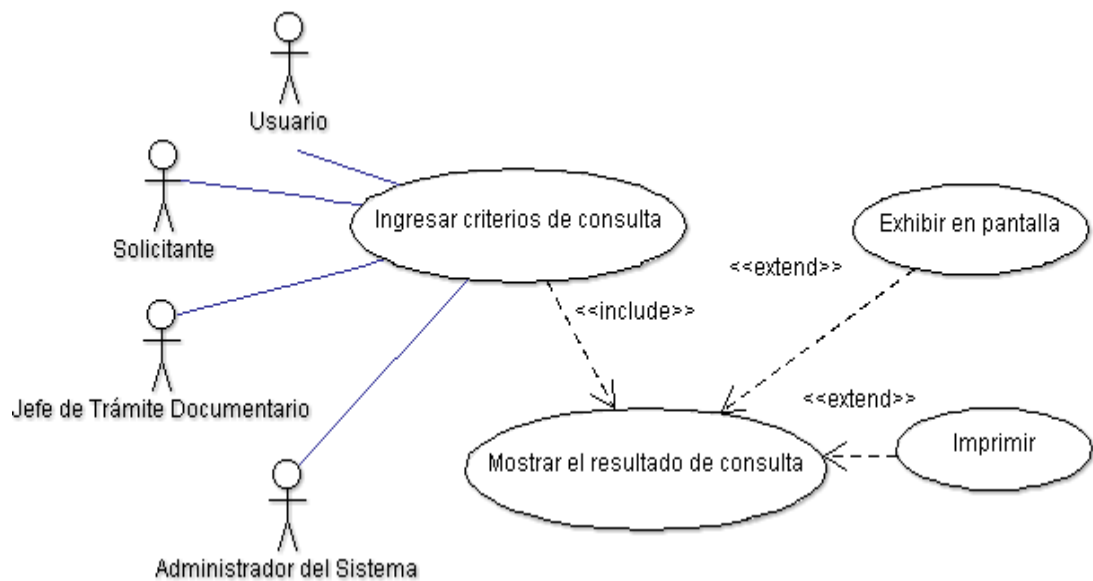 Usuario
Solicitante
Ingresar criterios de consulta
Exhibir en pantalla
<<extend>>
<<include>>
Jefe de Trámite Documentario
<<extend>>
Mostrar el resultado de consulta
Imprimir
Administrador del Sistema